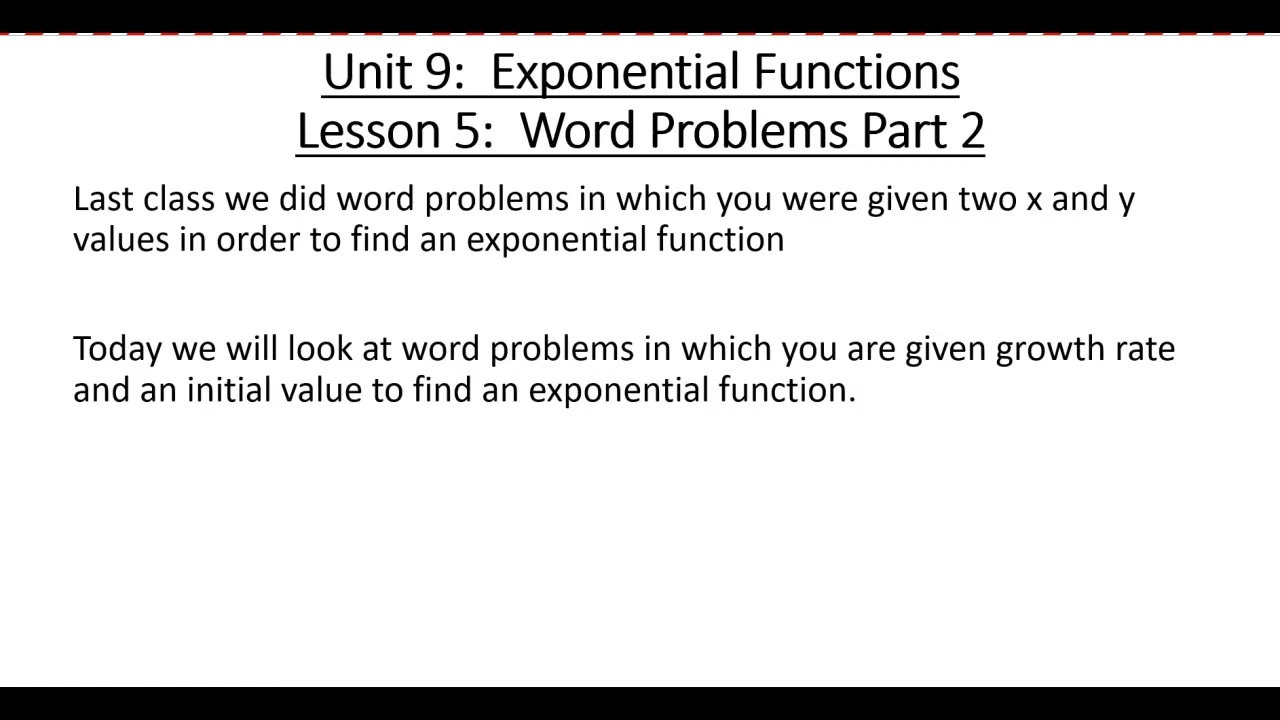 Unit 9: Exponential Functions
Lesson 5: Word Problems Part 2
Last class we did word problems in which you were given two x and y
values in order to find an exponential function
Today we will look at word problems in which you are given growth rate
and an initial value to find an exponential function.